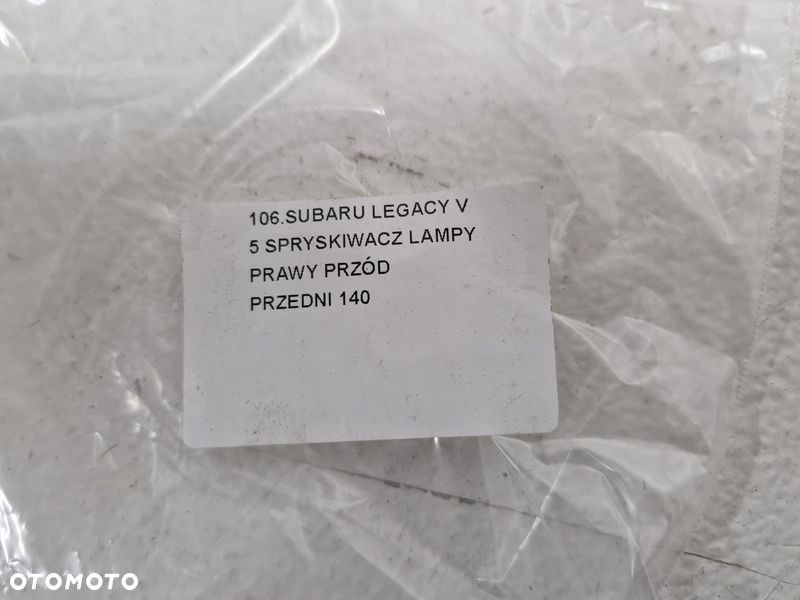 106.SUBARU LEGACY V
5 SPRYSKIWACZ LAMPY
PRAWY PRZÓD
PRZEDNI 140
OTOMOTO